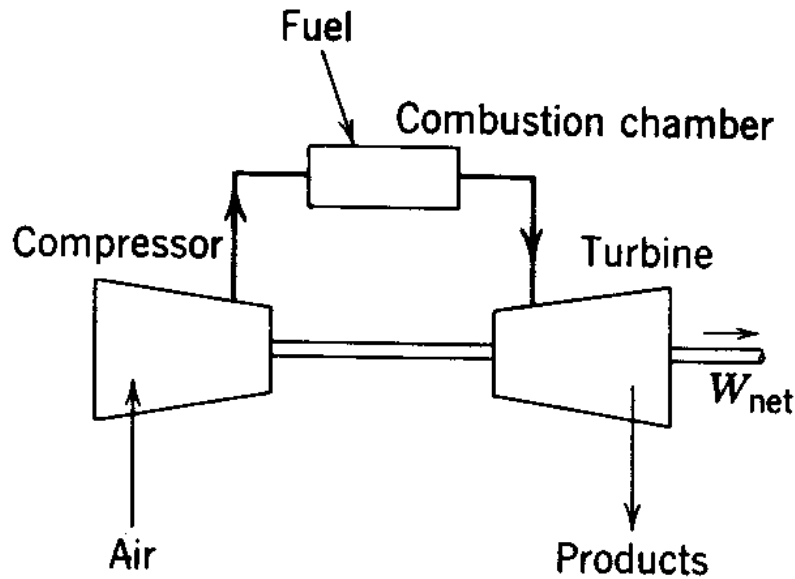 Fuel
Combustion chamber
Compressor
Turbine
W_net
Air
Products